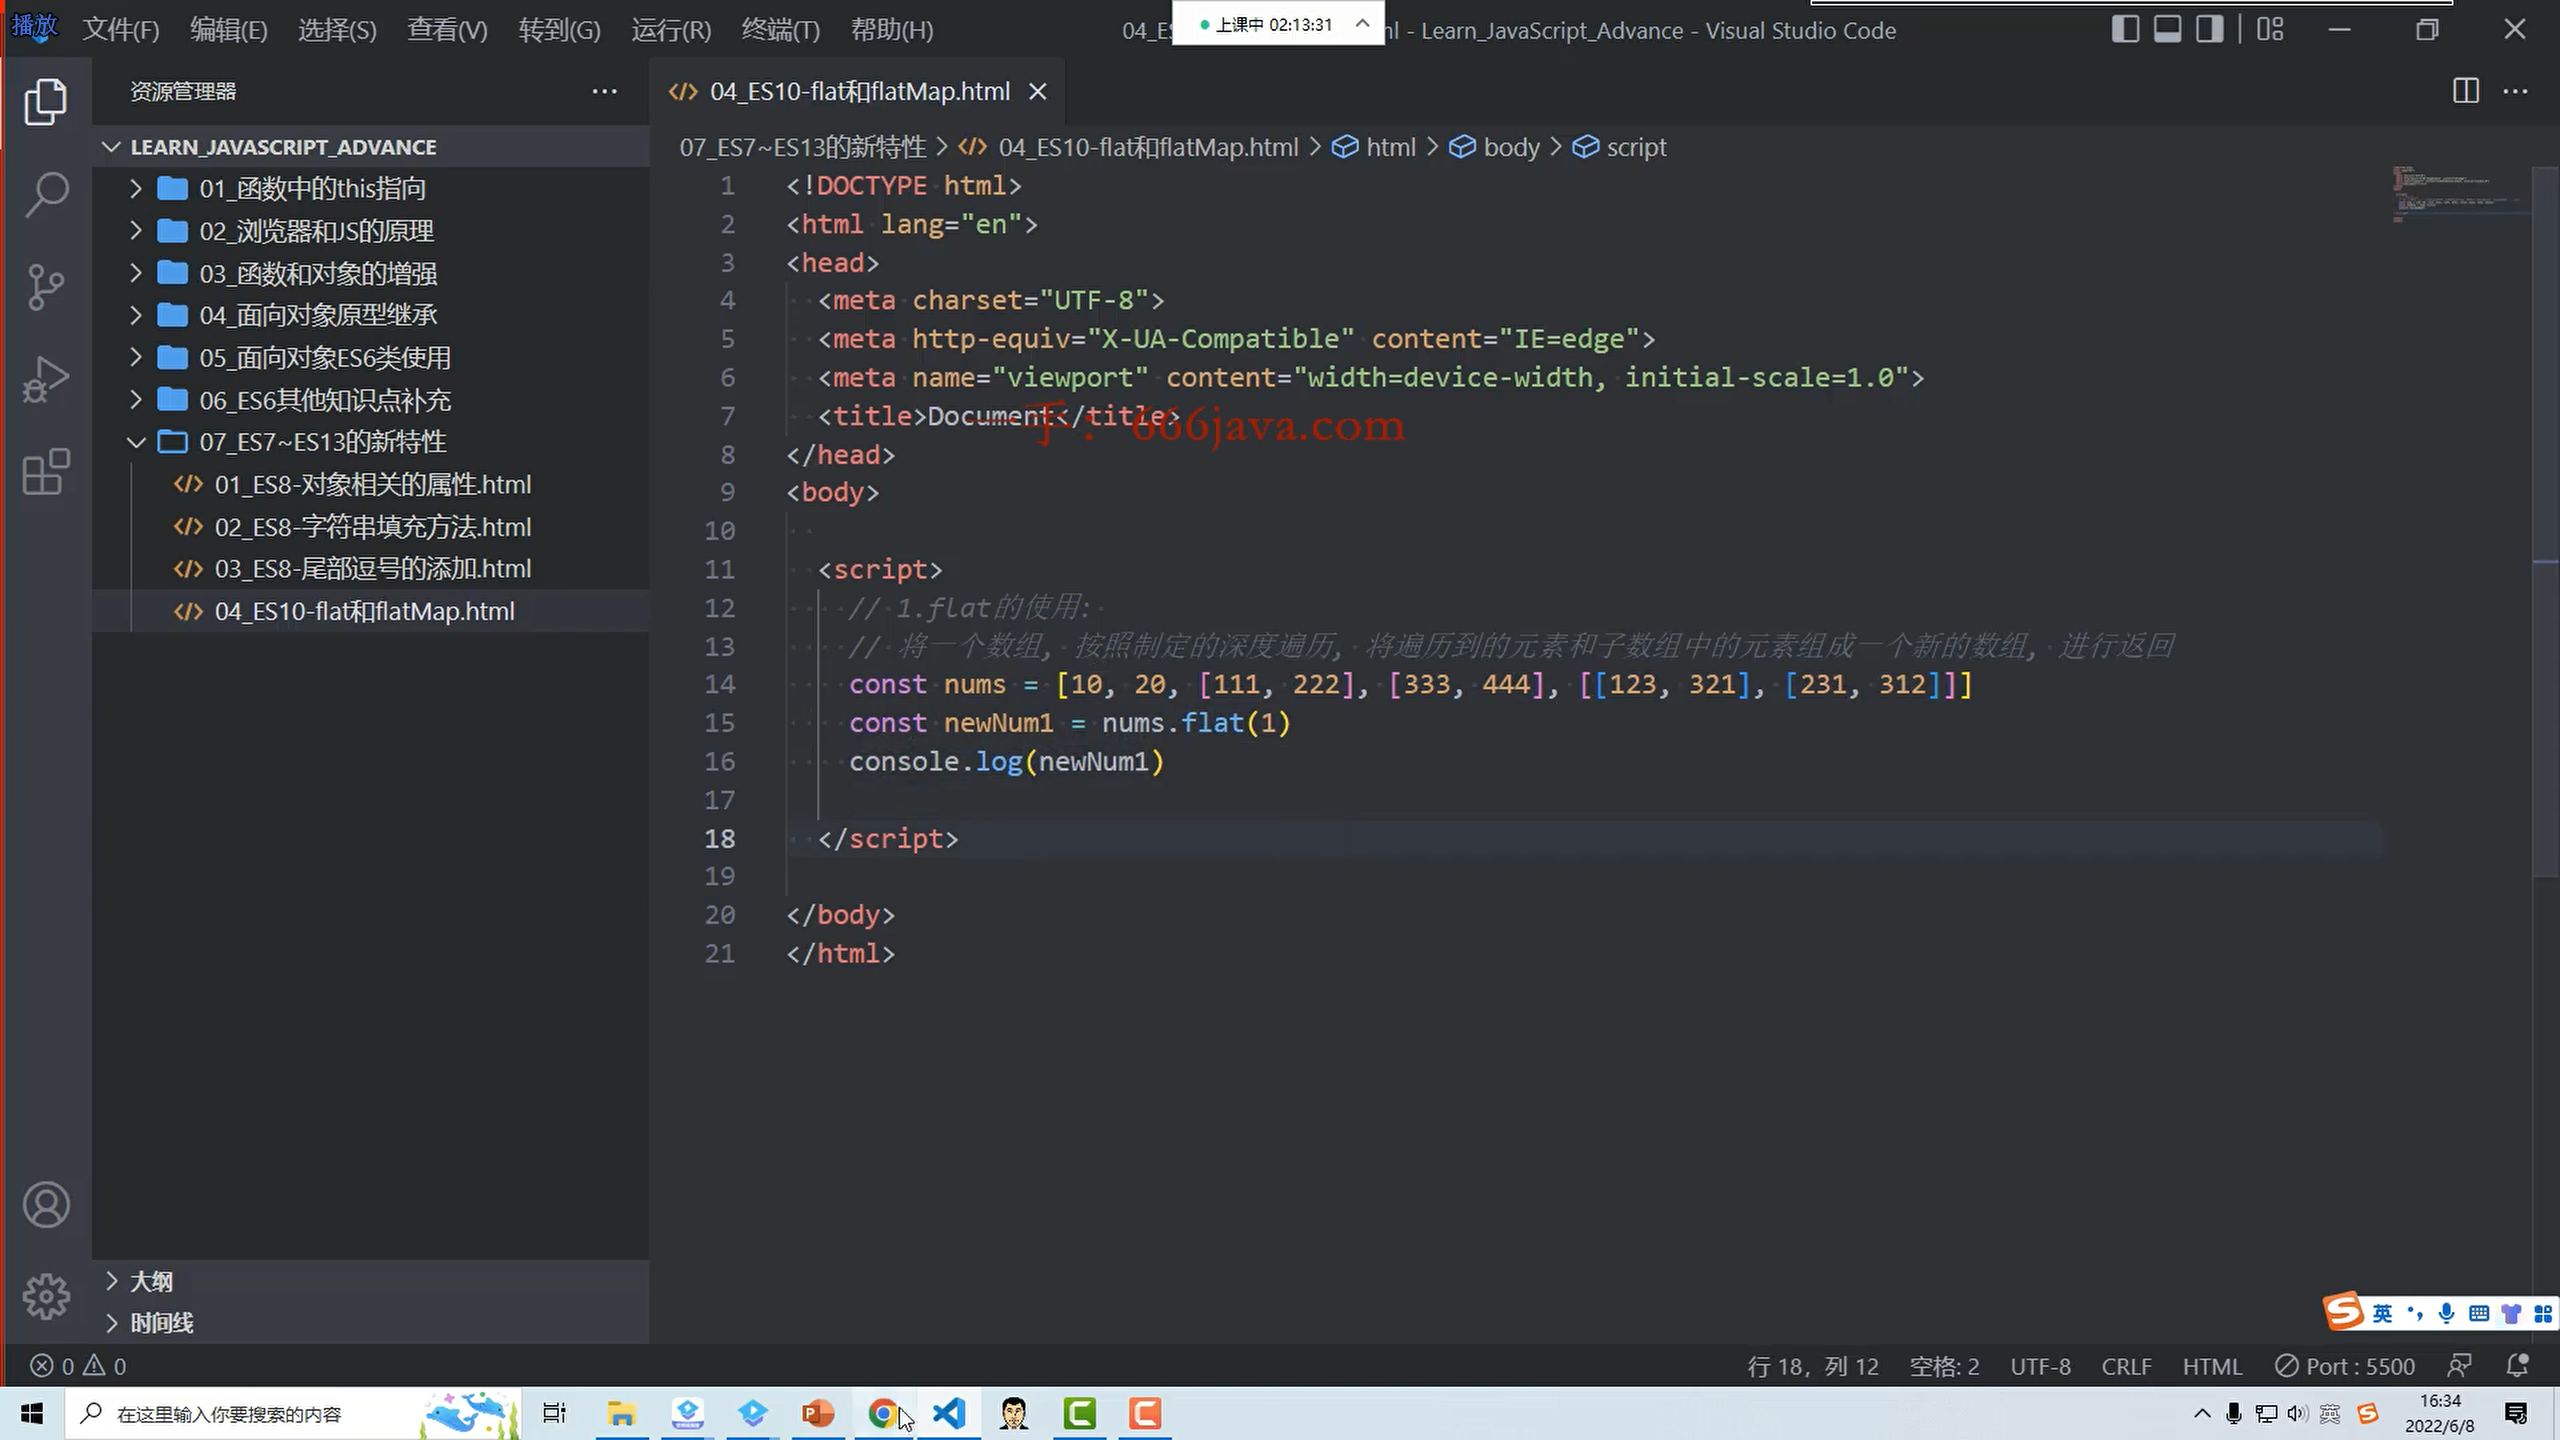 播放
文件(F) 编辑(E) 选择(S) 查看(V) 转到(G) 运行(R) 终端(T) 帮助(H)
04_ES
上课中 02:13:31
nl - Learn_JavaScript_Advance - Visual Studio Code
资源管理器
LEARN_JAVASCRIPT_ADVANCE
01_函数中的this指向
02_浏览器和JS的原理
03_函数和对象的增强
04_面向对象原型继承
05_面向对象ES6类使用
06_ES6其他知识点补充
07_ES7~ES13的新特性
01_ES8-对象相关的属性.html
02_ES8-字符串填充方法.html
03_ES8-尾部逗号的添加.html
04_ES10-flat和flatMap.html
大纲
时间线
04_ES10-flat和flatMap.html
07_ES7~ES13的新特性 > 04_ES10-flat和flatMap.html > html > body > script
1 <!DOCTYPE html>
2 <html lang="en">
3 <head>
4 <meta charset="UTF-8">
5 <meta http-equiv="X-UA-Compatible" content="IE=edge">
6 <meta name="viewport" content="width=device-width, initial-scale=1.0">
7 <title>Document</title>
手：666java.com
8 </head>
9 <body>
10
11 <script>
12 // 1.flat的使用:
13 // 将一个数组, 按照制定的深度遍历, 将遍历到的元素和子数组中的元素组成一个新的数组, 进行返回
14 const nums = [10, 20, [111, 222], [333, 444], [[123, 321], [231, 312]]]
15 const newNum1 = nums.flat(1)
16 console.log(newNum1)
17
18 </script>
19
20 </body>
21 </html>
英
0 0
行 18，列 12 空格: 2 UTF-8 CRLF HTML Port : 5500
在这里输入你要搜索的内容
英
16:34
2022/6/8